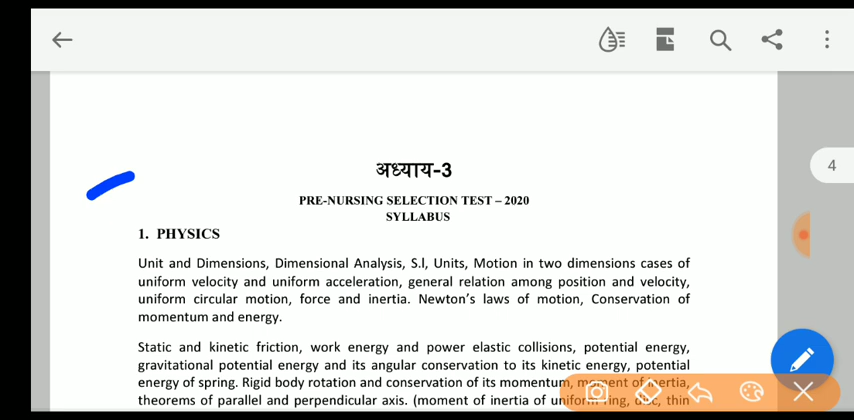 4
अध्याय-3
PRE-NURSING SELECTION TEST – 2020
SYLLABUS
1. PHYSICS
Unit and Dimensions, Dimensional Analysis, S.I, Units, Motion in two dimensions cases of
uniform velocity and uniform acceleration, general relation among position and velocity,
uniform circular motion, force and inertia. Newton's laws of motion, Conservation of
momentum and energy.
Static and kinetic friction, work energy and power elastic collisions, potential energy,
gravitational potential energy and its angular conservation to its kinetic energy, potential
energy of spring. Rigid body rotation and conservation of its momentum, moment of inertia,
theorems of parallel and perpendicular axis. (moment of inertia of uniform ring, disc, thin